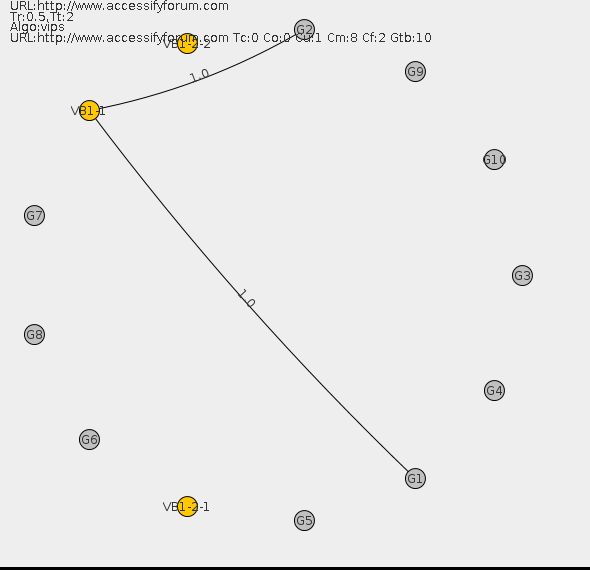 URL:http://www.accessifyforum.com
Tr:0.5,Tt:2
Algo:vips
URL:http://www.accessifyforum.com Tc:0 Co:0 Cu:1 Cm:8 Cf:2 Gtb:10
G2
VB1-2-2
G9
1.0
VB1-1
G10
G7
G3
1.0
G8
G4
G6
G1
VB1-2-1
G5